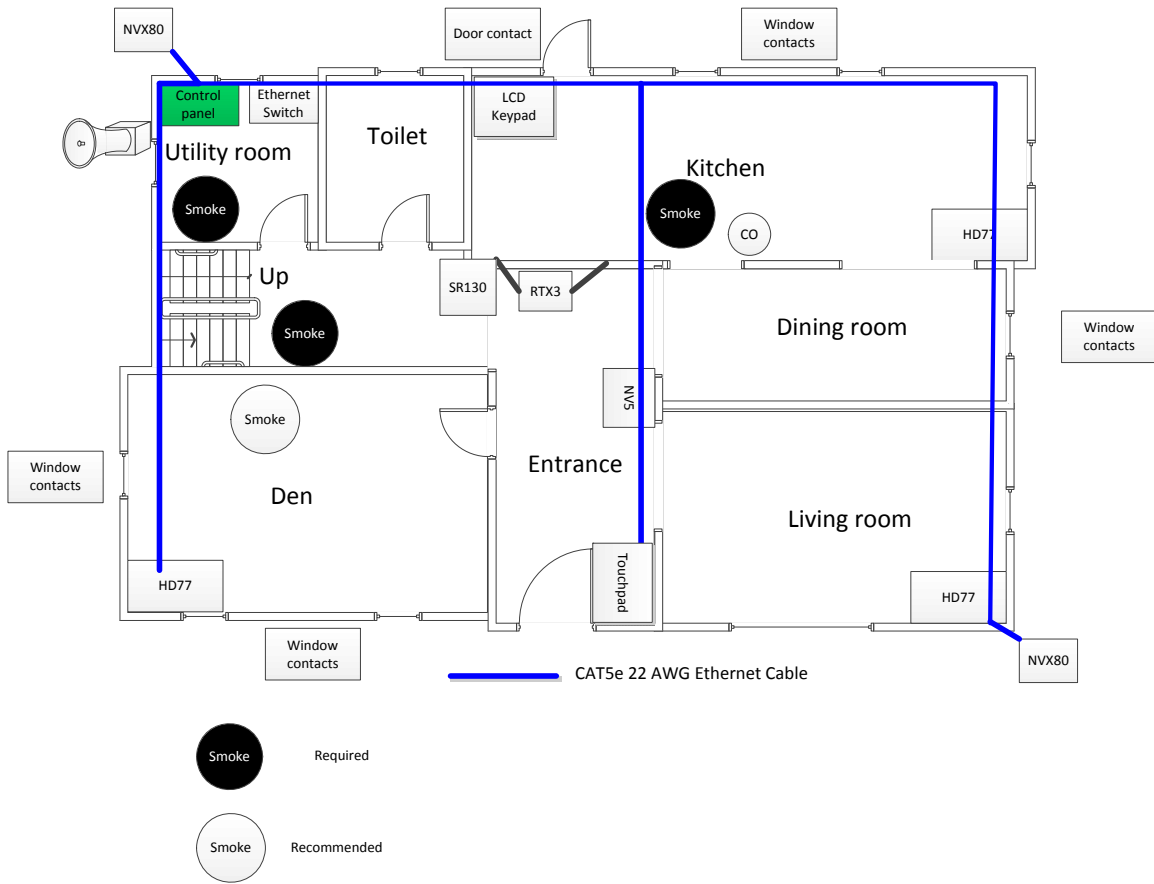 NVX80
Door contact
Window
contacts
Control
panel
Ethernet
Switch
LCD
Keypad
Toilet
Utility room
Kitchen
Smoke
Smoke
CO
HD77
Up
SR130
RTX3
Smoke
Dining room
Window
contacts
NV5
Smoke
Window
contacts
Den
Entrance
Living room
HD77
Touchpad
HD77
Window
contacts
NVX80
CAT5e 22 AWG Ethernet Cable
Smoke
Required
Smoke
Recommended